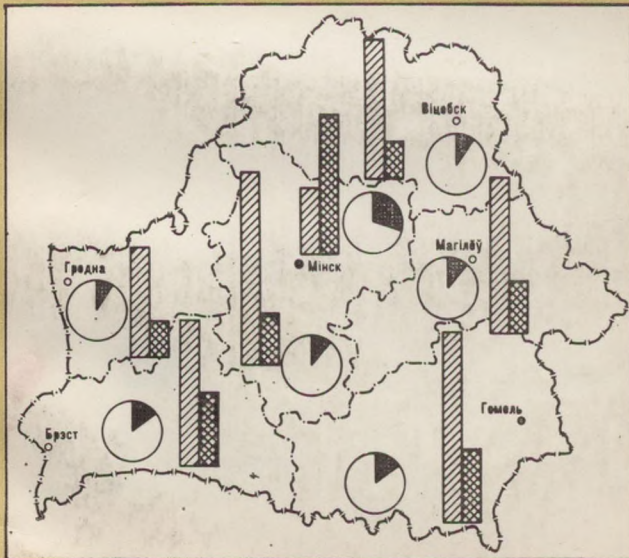 Віцебск
Магілёў
Гродна
Мінск
Гомель
Брэст